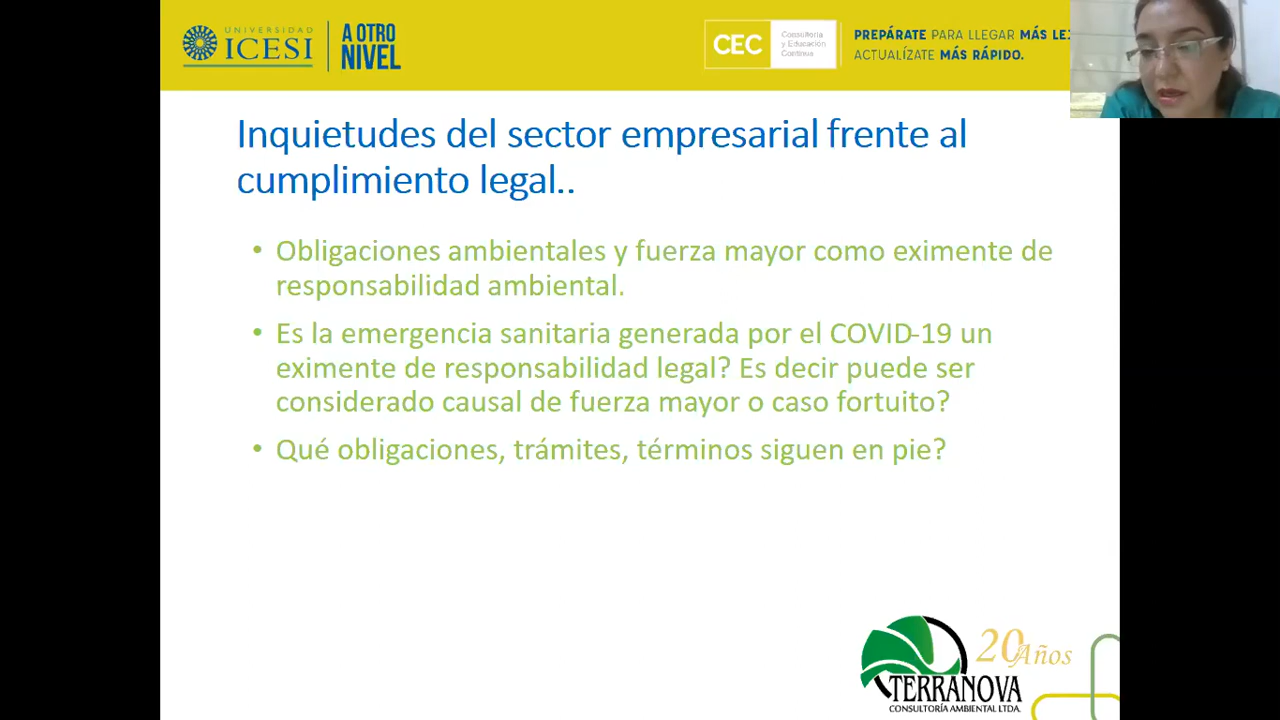 UNIVERSIDAD
ICESI
A OTRO
NIVEL
CEC
Consultoría
y Educación
Continua
PREPÁRATE PARA LLEGAR MÁS
ACTUALÍZATE MÁS RÁPIDO.
Inquietudes del sector empresarial frente al
cumplimiento legal..
• Obligaciones ambientales y fuerza mayor como eximente de
responsabilidad ambiental.
• Es la emergencia sanitaria generada por el COVID-19 un
eximente de responsabilidad legal? Es decir puede ser
considerado causal de fuerza mayor o caso fortuito?
• Qué obligaciones, trámites, términos siguen en pie?
20 Años
TERRANOVA
CONSULTORÍA AMBIENTAL LTDA.